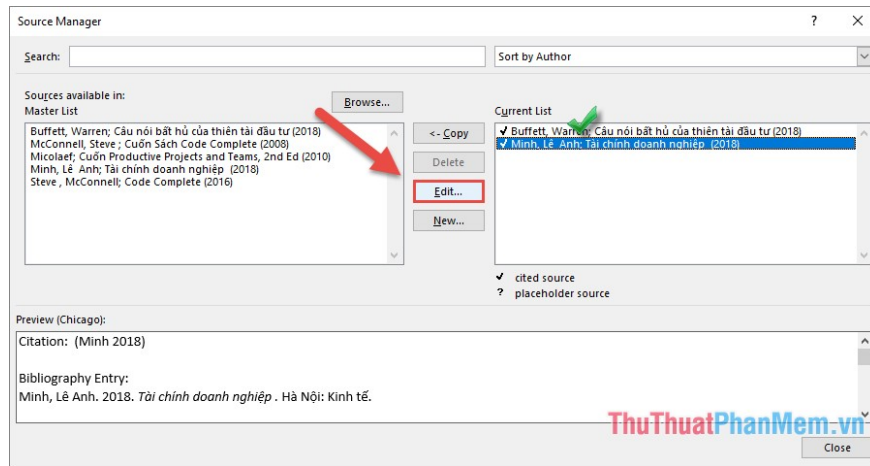 Source Manager
Search:
Sort by Author
Sources available in:
Master List
Browse...
Current List
Buffett, Warren; Câu nói bất hủ của thiên tài đầu tư (2018)
McConnell, Steve ; Cuốn Sách Code Complete (2008)
Micolaef; Cuốn Productive Projects and Teams, 2nd Ed (2010)
Minh, Lê Anh; Tài chính doanh nghiệp (2018)
Steve , McConnell; Code Complete (2016)
<- Copy
Delete
Edit...
New...
Buffett, Warren; Câu nói bất hủ của thiên tài đầu tư (2018)
Minh, Lê Anh; Tài chính doanh nghiệp (2018)
cited source
? placeholder source
Preview (Chicago):
Citation: (Minh 2018)
Bibliography Entry:
Minh, Lê Anh. 2018. Tài chính doanh nghiệp . Hà Nội: Kinh tế.
ThuThuatPhanMem.vn
Close